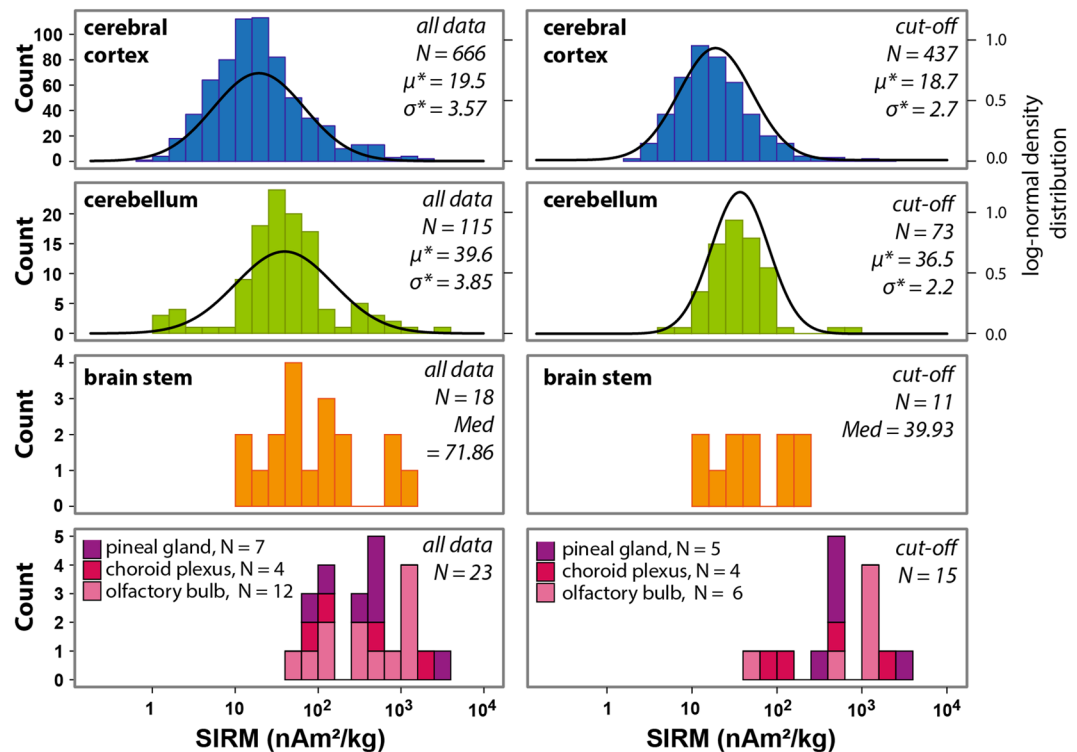 cerebral
cortex
all data
N = 666
μ* = 19.5
σ* = 3.57
Count
100
80
60
40
20
0
cerebral
cortex
cut-off
N = 437
μ* = 18.7
σ* = 2.7
1.0
0.5
0.0
cerebellum
all data
N = 115
μ* = 39.6
σ* = 3.85
Count
20
15
10
5
0
cerebellum
cut-off
N = 73
μ* = 36.5
σ* = 2.2
1.0
0.5
0.0
log-normal density
distribution
brain stem
all data
N = 18
Med
= 71.86
Count
4
3
2
1
0
brain stem
cut-off
N = 11
Med = 39.93
pineal gland, N = 7
choroid plexus, N = 4
olfactory bulb, N = 12
all data
N = 23
Count
5
4
3
2
1
0
pineal gland, N = 5
choroid plexus, N = 4
olfactory bulb, N = 6
cut-off
N = 15
1 10 10² 10³ 10⁴
SIRM (nAm²/kg)
1 10 10² 10³ 10⁴
SIRM (nAm²/kg)